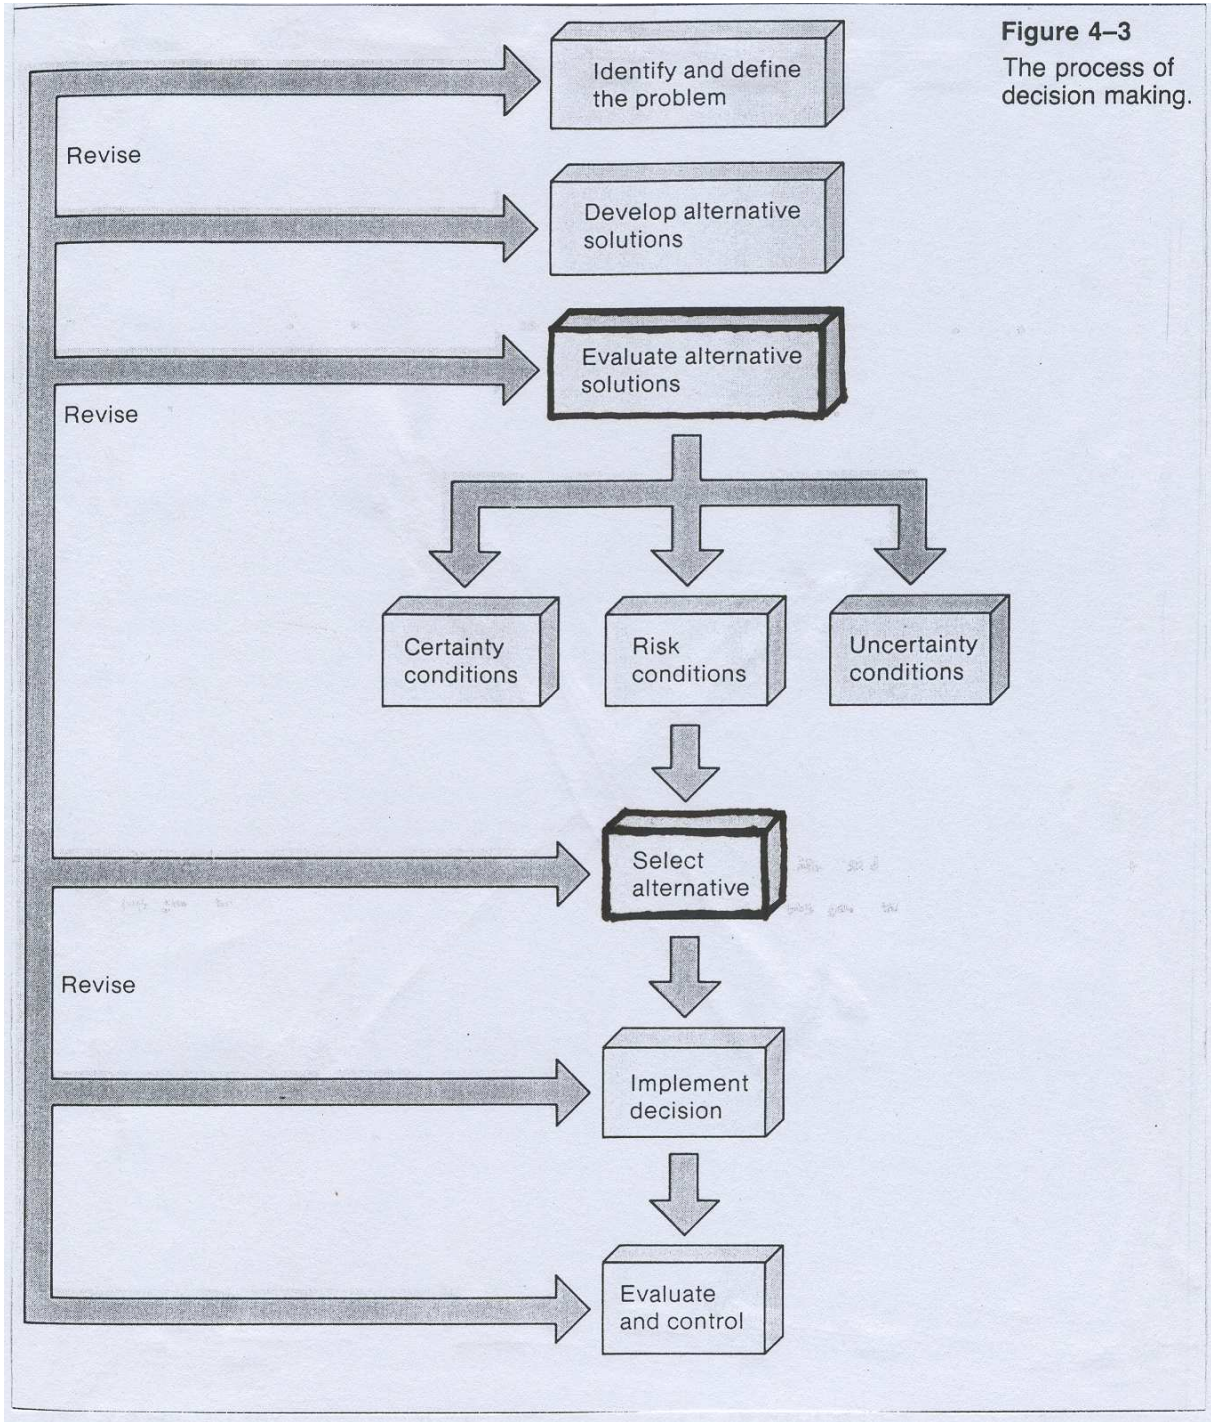 Figure 4–3
The process of
decision making.
Identify and define
the problem
Revise
Develop alternative
solutions
Evaluate alternative
solutions
Revise
Certainty
conditions
Risk
conditions
Uncertainty
conditions
Select
alternative
Revise
Implement
decision
Evaluate
and control